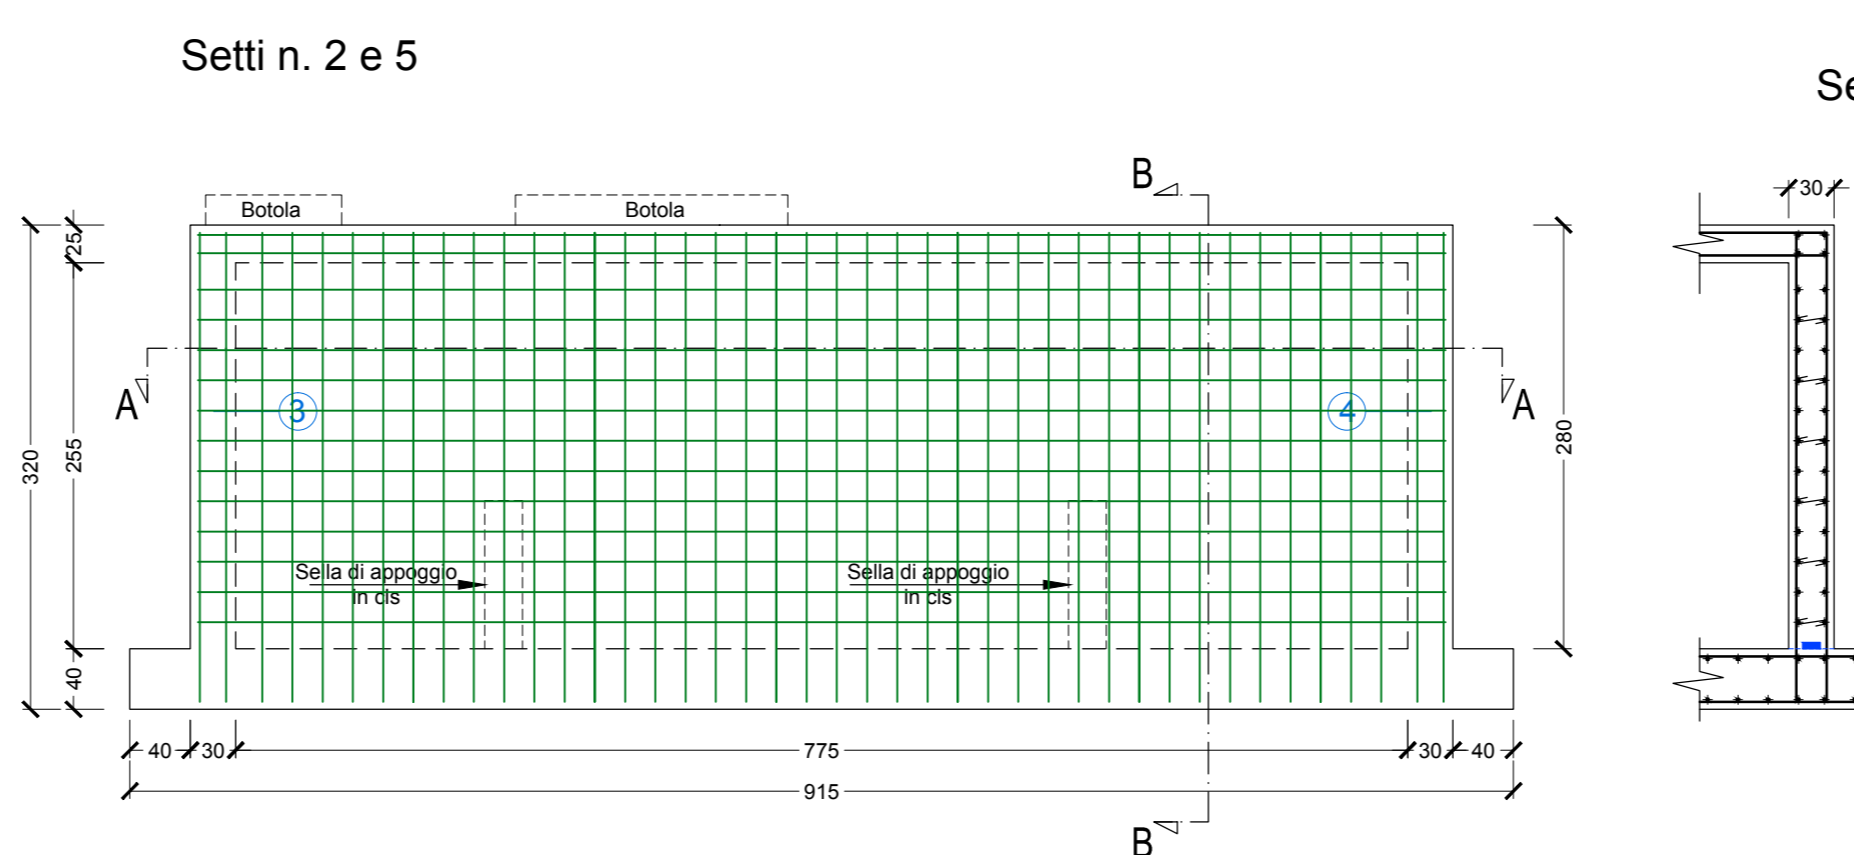 Setti n. 2 e 5
Se
B
30
Botola
Botola
25
A
3
4
A
320
255
280
Sella di appoggio
in cls
Sella di appoggio
in cls
40
40
30
775
30
40
915
B